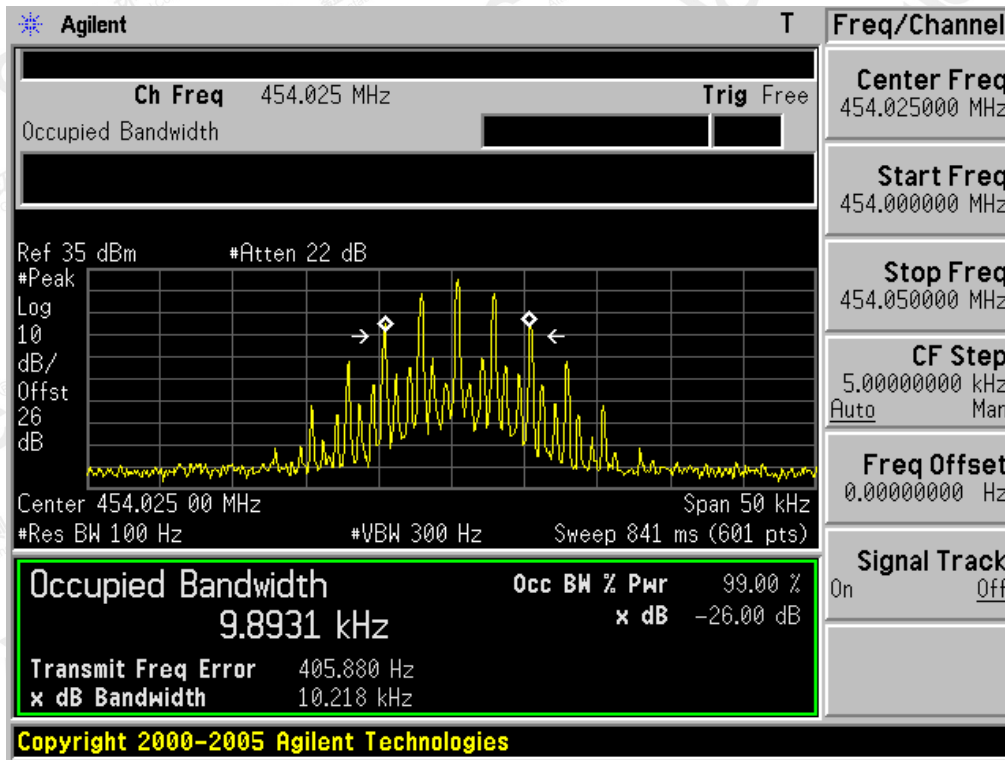 Agilent T
Ch Freq 454.025 MHz Trig Free
Occupied Bandwidth
Ref 35 dBm #Atten 22 dB
#Peak
Log
10
dB/
Offst
26
dB
Center 454.025 00 MHz Span 50 kHz
#Res BW 100 Hz #VBW 300 Hz Sweep 841 ms (601 pts)
Occupied Bandwidth Occ BW % Pwr 99.00 %
9.8931 kHz x dB -26.00 dB
Transmit Freq Error 405.880 Hz
x dB Bandwidth 10.218 kHz
Copyright 2000-2005 Agilent Technologies
Freq/Channel
Center Freq
454.025000 MHz
Start Freq
454.000000 MHz
Stop Freq
454.050000 MHz
CF Step
5.00000000 kHz
Auto Man
Freq Offset
0.00000000 Hz
Signal Track
On Off